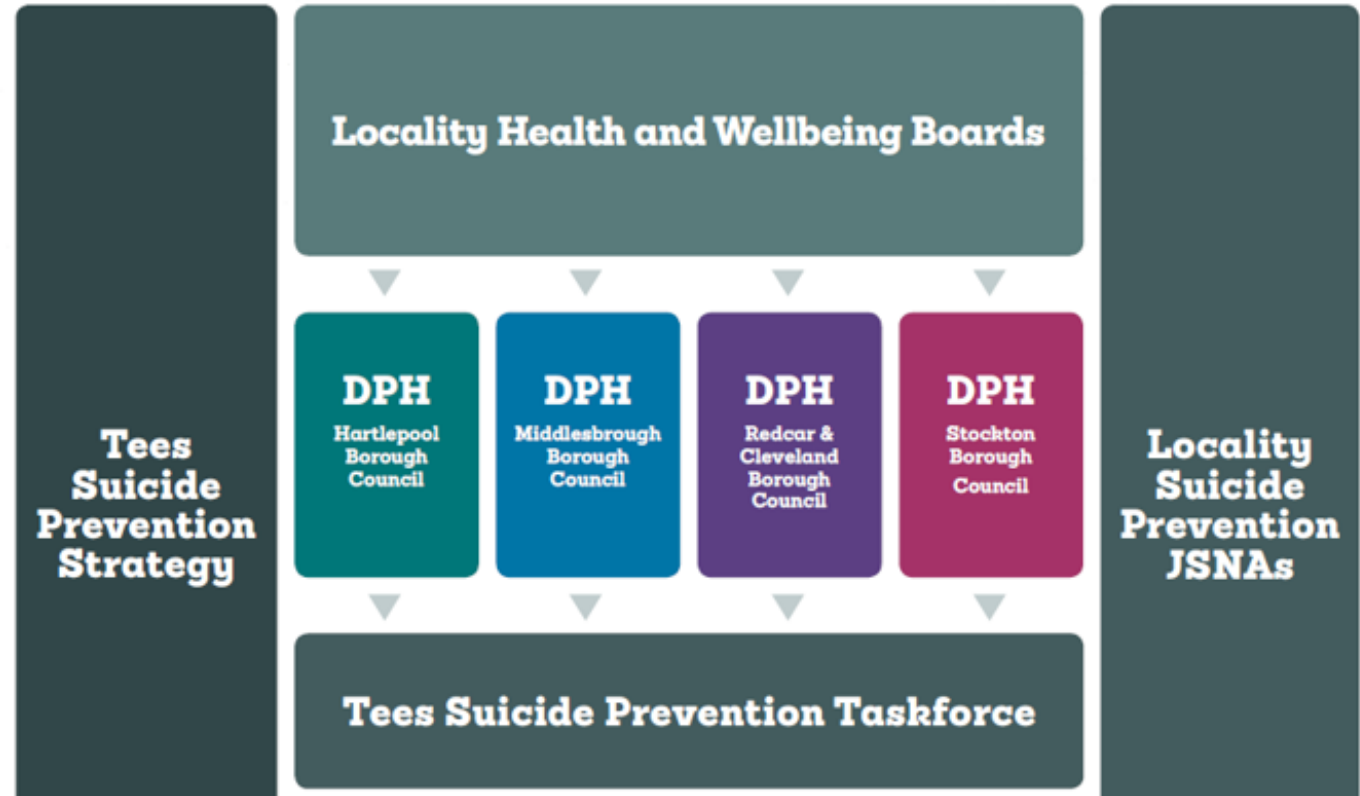 Locality Health and Wellbeing Boards
Tees
Suicide
Prevention
Strategy
DPH
Hartlepool
Borough
Council
DPH
Middlesbrough
Borough
Council
DPH
Redcar &
Cleveland
Borough
Council
DPH
Stockton
Borough
Council
Locality
Suicide
Prevention
JSNAs
Tees Suicide Prevention Taskforce